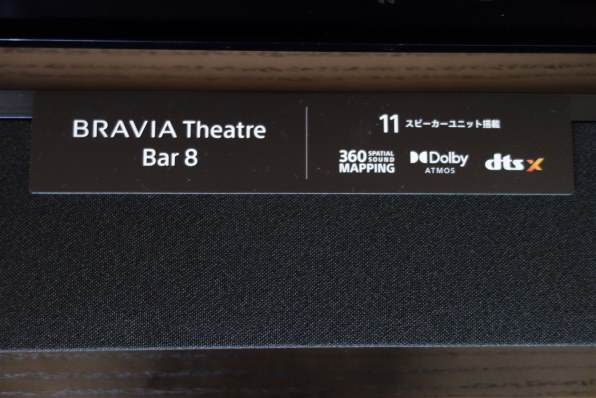 BRAVIA Theatre
Bar 8
11 スピーカーユニット搭載
360 SPATIAL SOUND MAPPING
Dolby ATMOS
dts X